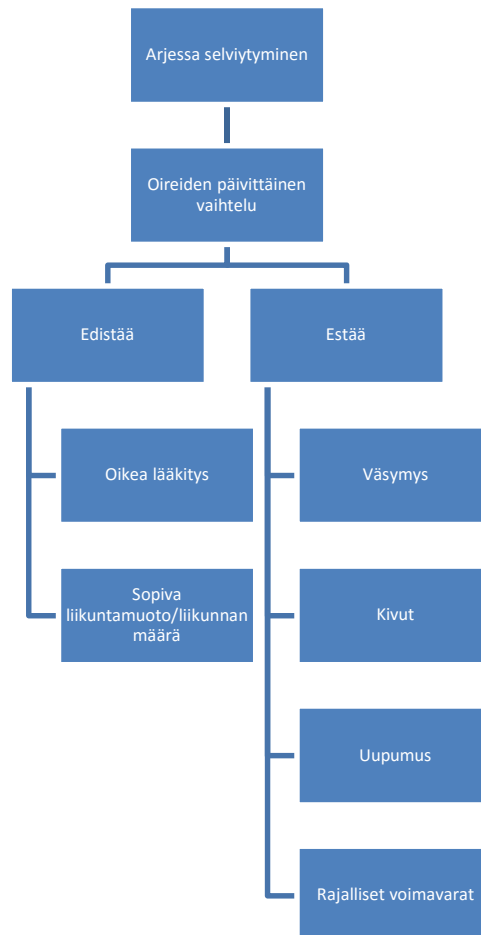 Arjessa selviytyminen
Oireiden päivittäinen
vaihtelu
Edistää
Estää
Oikea lääkitys
Väsymys
Sopiva
liikuntamuoto/liikunnan
määrä
Kivut
Uupumus
Rajalliset voimavarat